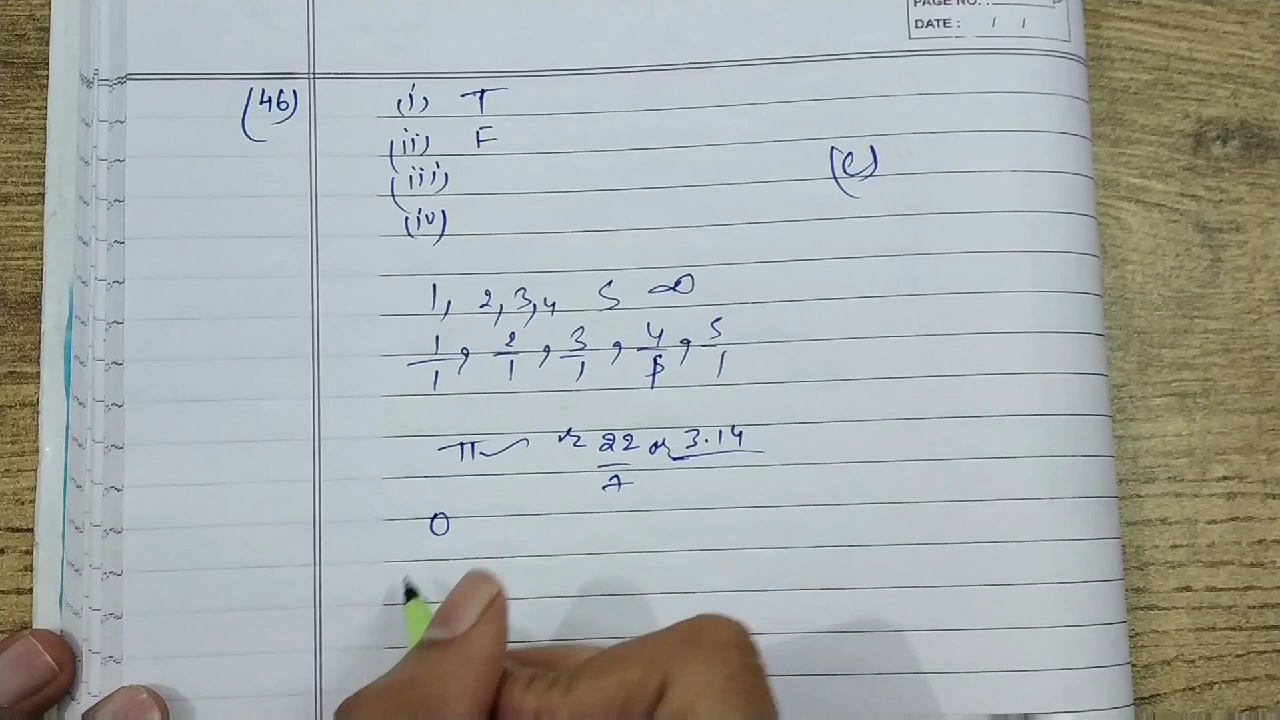 PAGE NO. :
DATE : / /
(46) (i) T
(ii) F
(iii) (c)
(iv)
1, 2, 3, 4 5 ∞
1/1, 2/1, 3/1, 4/1, 5/1
π 22/7 or 3.14
0